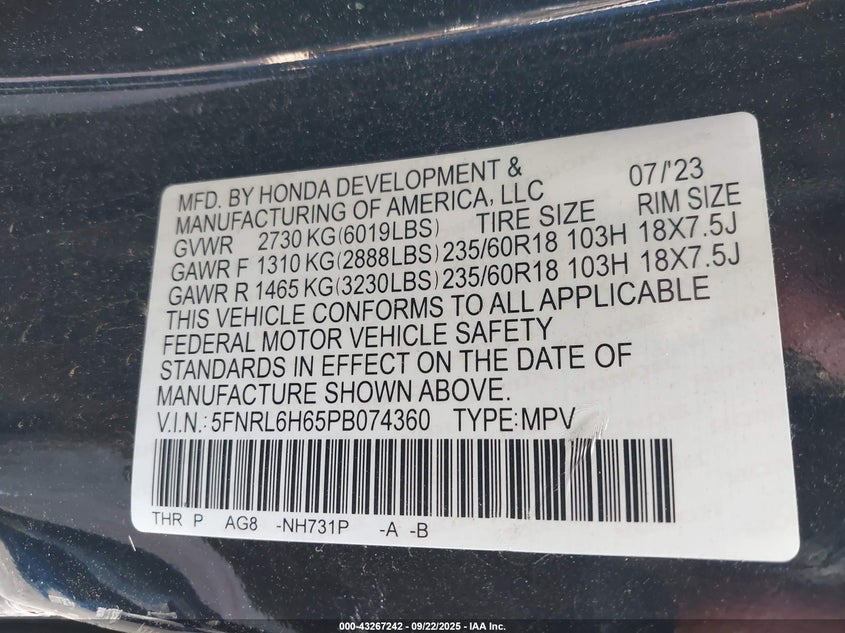 MFD. BY HONDA DEVELOPMENT & 07/'23
MANUFACTURING OF AMERICA, LLC
GVWR 2730 KG(6019LBS) TIRE SIZE RIM SIZE
GAWR F 1310 KG(2888LBS) 235/60R18 103H 18X7.5J
GAWR R 1465 KG(3230LBS) 235/60R18 103H 18X7.5J
THIS VEHICLE CONFORMS TO ALL APPLICABLE
FEDERAL MOTOR VEHICLE SAFETY
STANDARDS IN EFFECT ON THE DATE OF
MANUFACTURE SHOWN ABOVE.
V.I.N.: 5FNRL6H65PB074360 TYPE:MPV
THR P AG8 -NH731P -A -B
000-43267242 - 09/22/2025 - IAA Inc.